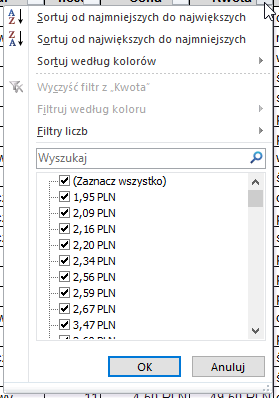 Kwota
Sortuj od najmniejszych do największych
Sortuj od największych do najmniejszych
Sortuj według kolorów
Wyczyść filtr z „Kwota”
Filtruj według koloru
Filtry liczb
Wyszukaj
(Zaznacz wszystko)
1,95 PLN
2,09 PLN
2,16 PLN
2,20 PLN
2,34 PLN
2,56 PLN
2,59 PLN
2,67 PLN
3,47 PLN
OK Anuluj